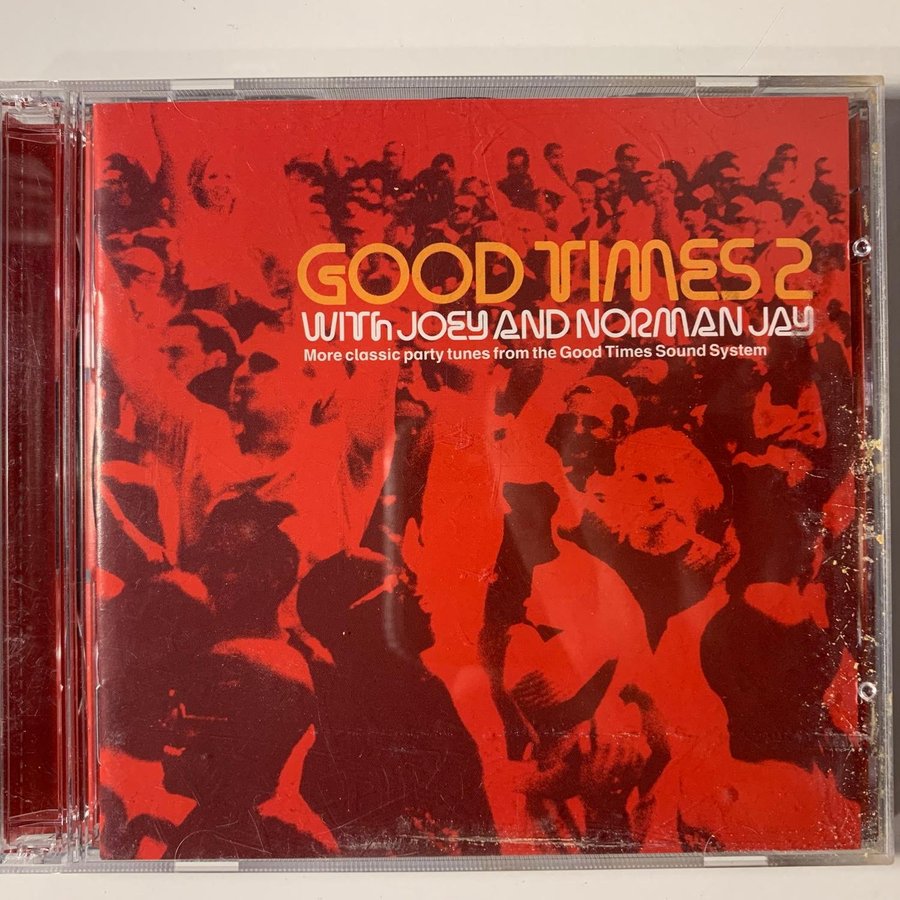 GOOD TIMES 2
WITh JOEY AND NORMAN JAY
More classic party tunes from the Good Times Sound System